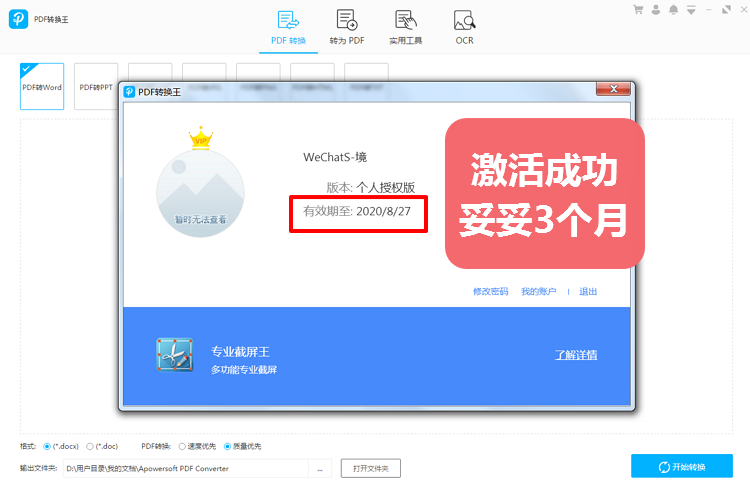 PDF转换王
PDF 转换
转为 PDF
实用工具
OCR
PDF转Word
PDF转PPT
PDF转换王
VIP
暂时无法查看
WeChatS-境
版本: 个人授权版
有效期至: 2020/8/27
激活成功
妥妥3个月
修改密码 我的账户 | 退出
专业截屏王
多功能专业截屏
了解详情
格式: (*.docx) (*.doc) PDF转换: 速度优先 质量优先
输出文件夹: D:\用户目录\我的文档\Apowersoft PDF Converter ... 打开文件夹
开始转换